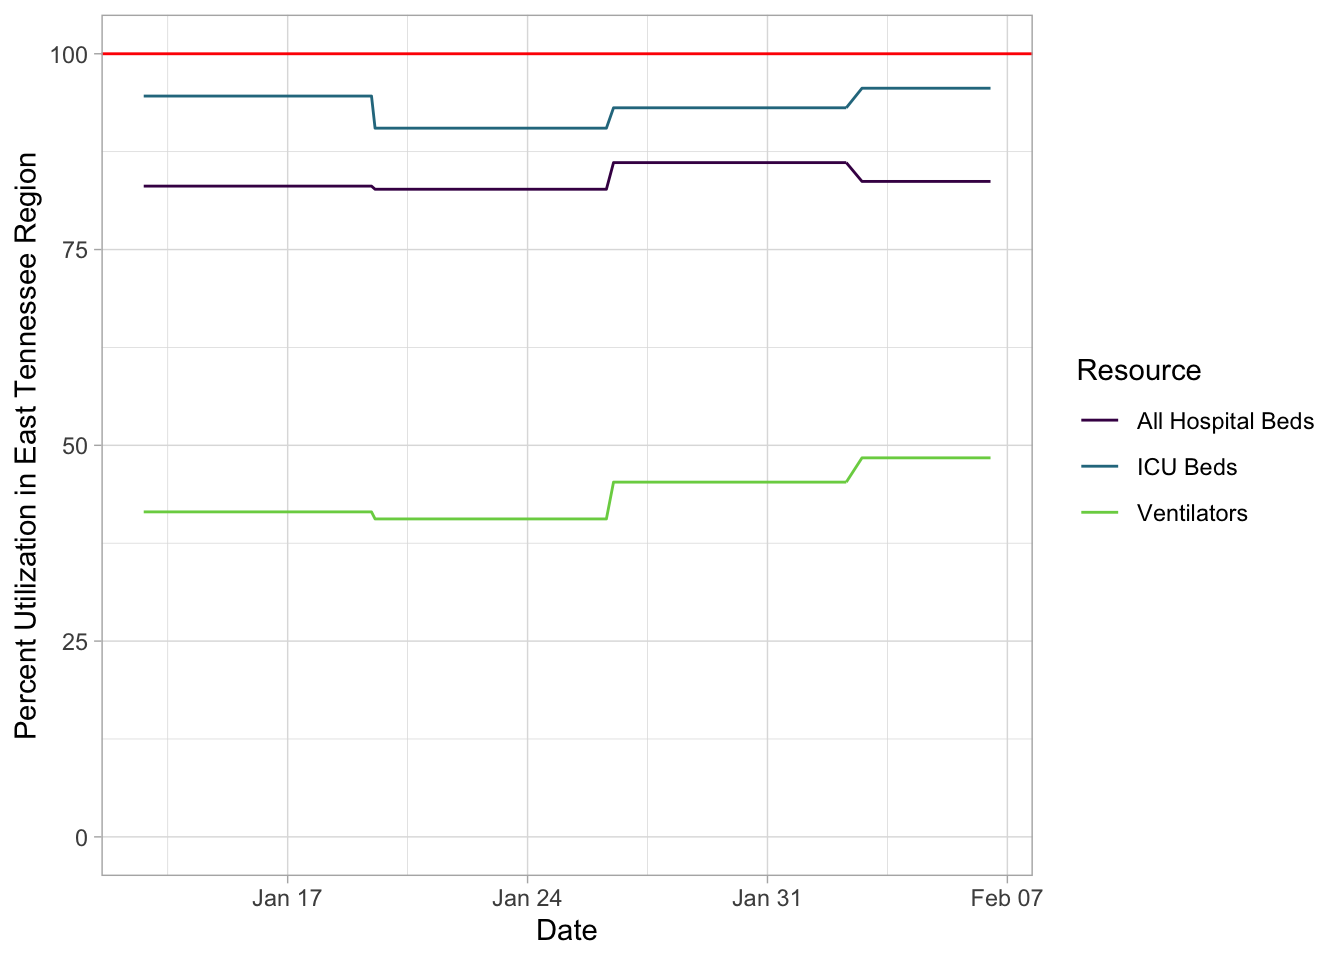 Percent Utilization in East Tennessee Region
100
75
50
25
0
Jan 17 Jan 24 Jan 31 Feb 07
Date
Resource
All Hospital Beds
ICU Beds
Ventilators